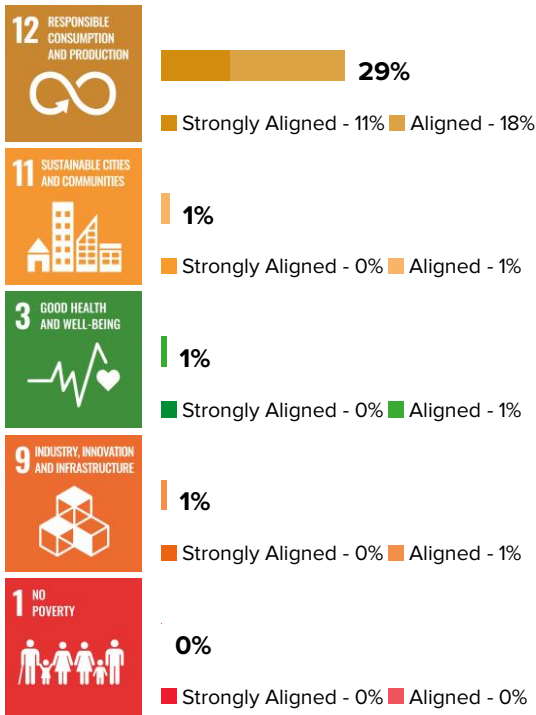 12 RESPONSIBLE
CONSUMPTION
AND PRODUCTION
29%
Strongly Aligned - 11% Aligned - 18%
11 SUSTAINABLE CITIES
AND COMMUNITIES
1%
Strongly Aligned - 0% Aligned - 1%
3 GOOD HEALTH
AND WELL-BEING
1%
Strongly Aligned - 0% Aligned - 1%
9 INDUSTRY, INNOVATION
AND INFRASTRUCTURE
1%
Strongly Aligned - 0% Aligned - 1%
1 NO
POVERTY
0%
Strongly Aligned - 0% Aligned - 0%